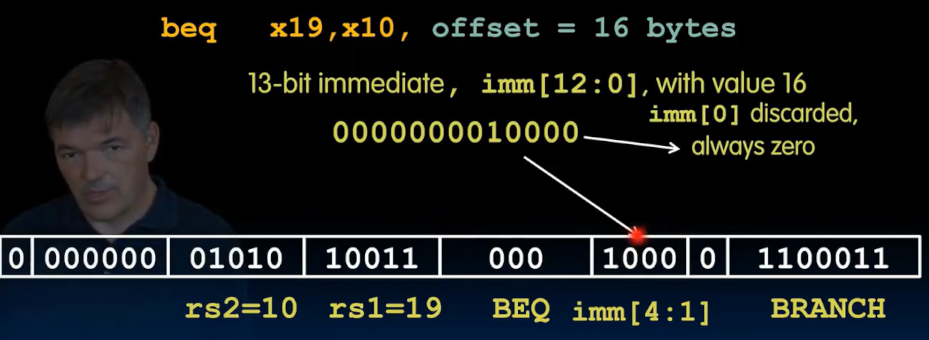 beq x19,x10, offset = 16 bytes
13-bit immediate, imm[12:0], with value 16
imm[0] discarded,
0000000010000
always zero
0 000000 01010 10011 000 1000 0 1100011
rs2=10 rs1=19 BEQ imm[4:1] BRANCH